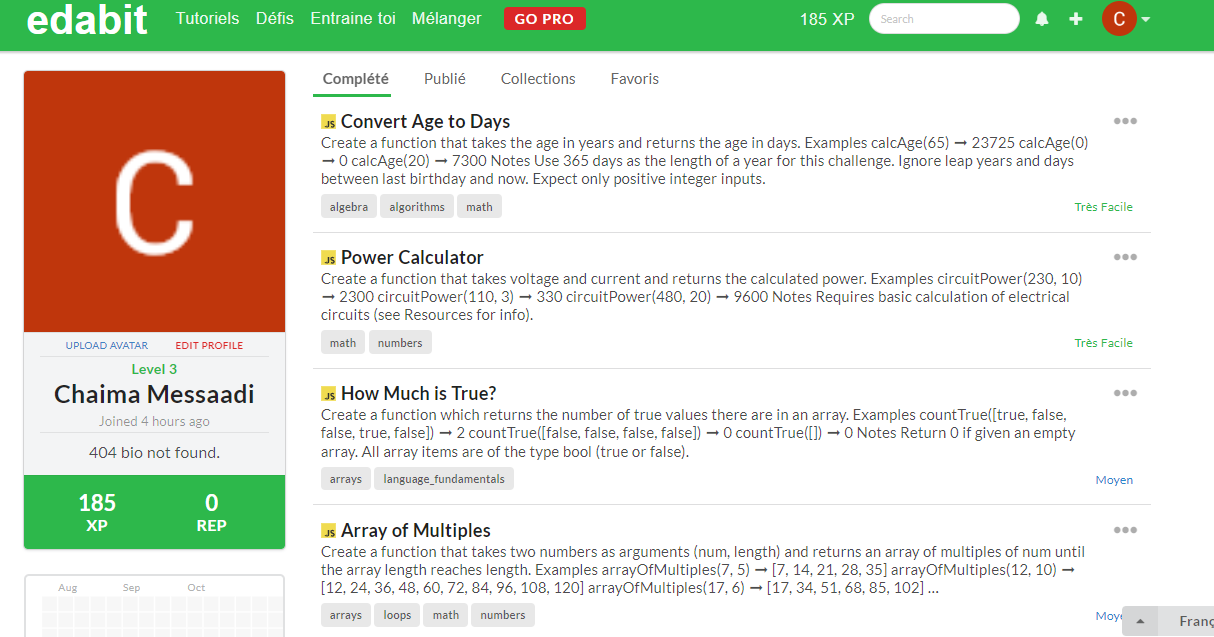 edabit Tutoriels Défis Entraine toi Mélanger GO PRO 185 XP Search C
C
UPLOAD AVATAR EDIT PROFILE
Level 3
Chaima Messaadi
Joined 4 hours ago
404 bio not found.
185 0
XP REP
Aug Sep Oct
Complété Publié Collections Favoris
JS Convert Age to Days
Create a function that takes the age in years and returns the age in days. Examples calcAge(65) ➞ 23725 calcAge(0)
➞ 0 calcAge(20) ➞ 7300 Notes Use 365 days as the length of a year for this challenge. Ignore leap years and days
between last birthday and now. Expect only positive integer inputs.
algebra algorithms math Très Facile
JS Power Calculator
Create a function that takes voltage and current and returns the calculated power. Examples circuitPower(230, 10)
➞ 2300 circuitPower(110, 3) ➞ 330 circuitPower(480, 20) ➞ 9600 Notes Requires basic calculation of electrical
circuits (see Resources for info).
math numbers Très Facile
JS How Much is True?
Create a function which returns the number of true values there are in an array. Examples countTrue([true, false,
false, true, false]) ➞ 2 countTrue([false, false, false, false]) ➞ 0 countTrue([]) ➞ 0 Notes Return 0 if given an empty
array. All array items are of the type bool (true or false).
arrays language_fundamentals Moyen
JS Array of Multiples
Create a function that takes two numbers as arguments (num, length) and returns an array of multiples of num until
the array length reaches length. Examples arrayOfMultiples(7, 5) ➞ [7, 14, 21, 28, 35] arrayOfMultiples(12, 10) ➞
[12, 24, 36, 48, 60, 72, 84, 96, 108, 120] arrayOfMultiples(17, 6) ➞ [17, 34, 51, 68, 85, 102] ...
arrays loops math numbers Moy
Franç